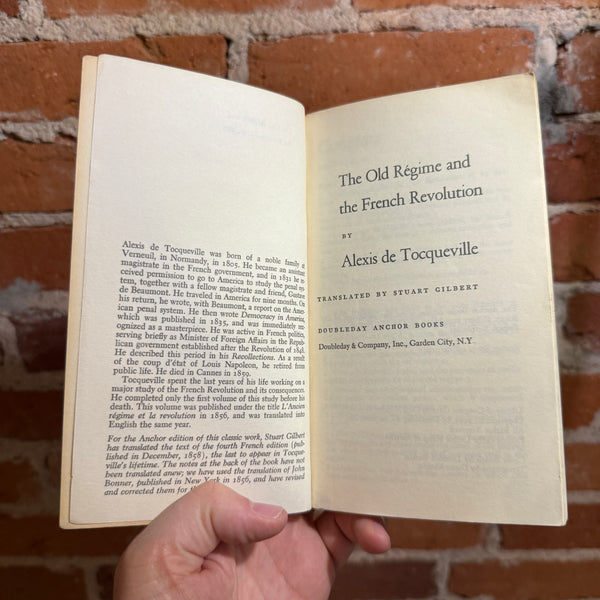 Alexis de Tocqueville was born of a noble family at
Verneuil, in Normandy, in 1805. He became an assistant
magistrate in the French government, and in 1831 he re-
ceived permission to go to America to study the penal sys-
tem, together with a fellow magistrate and friend, Gustave
de Beaumont. He traveled in America for nine months. On
his return, he wrote, with Beaumont, a report on the Amer-
ican penal system. He then wrote Democracy in America,
which was published in 1835, and was immediately rec-
ognized as a masterpiece. He was active in French politics,
serving briefly as Minister of Foreign Affairs in the Repub-
lican government established after the Revolution of 1848.
He described this period in his Recollections. As a result
of the coup d'état of Louis Napoleon, he retired from
public life. He died in Cannes in 1859.
Tocqueville spent the last years of his life working on a
major study of the French Revolution and its consequences.
He completed only the first volume of this study before his
death. This volume was published under the title L'Ancien
régime et la revolution in 1856, and was translated into
English the same year.
For the Anchor edition of this classic work, Stuart Gilbert
has translated the text of the fourth French edition (pub-
lished in December, 1858), the last to appear in Tocque-
ville's lifetime. The notes at the back of the book have not
been translated anew; we have used the translation of John
Bonner, published in New York in 1856, and have revised
and corrected them for
The Old Régime and
the French Revolution
BY
Alexis de Tocqueville
TRANSLATED BY STUART GILBERT
DOUBLEDAY ANCHOR BOOKS
Doubleday & Company, Inc., Garden City, N.Y.